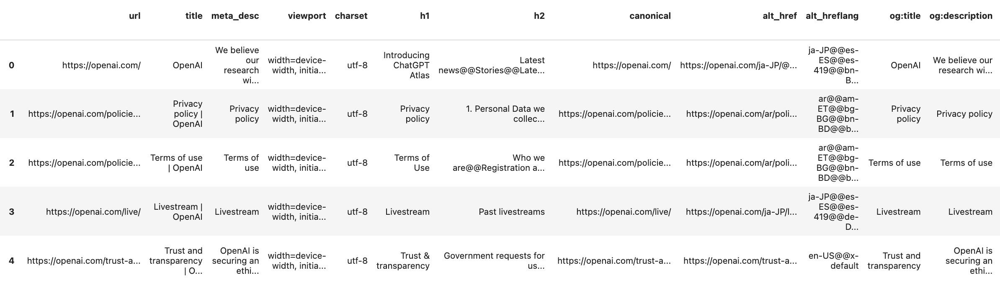 url title meta_desc viewport charset h1 h2 canonical alt_href alt_hreflang og:title og:description
0
https://openai.com/
OpenAI
We believe
our
research
wi...
width=device-
width, initia...
utf-8
Introducing
ChatGPT
Atlas
Latest
news@@Stories@@Late...
https://openai.com/
https://openai.com/ja-JP/@...
ja-JP@@es-
ES@@es-
419@@bn-
B...
OpenAI
We believe our
research wi...
1
https://openai.com/policie...
Privacy
policy |
OpenAI
Privacy
policy
width=device-
width, initia...
utf-8
Privacy
policy
1. Personal Data we
collec...
https://openai.com/policie...
https://openai.com/ar/poli...
ar@@am-
ET@@bg-
BG@@bn-
BD@@b...
Privacy
policy
Privacy policy
2
https://openai.com/policie...
Terms of use
| OpenAI
Terms of
use
width=device-
width, initia...
utf-8
Terms of
Use
Who we
are@@Registration a...
https://openai.com/policie...
https://openai.com/ar/poli...
ar@@am-
ET@@bg-
BG@@bn-
BD@@b...
Terms of use
Terms of use
3
https://openai.com/live/
Livestream |
OpenAI
Livestream
width=device-
width, initia...
utf-8
Livestream
Past livestreams
https://openai.com/live/
https://openai.com/ja-JP/l...
ja-JP@@es-
ES@@es-
419@@de-
D...
Livestream
Livestream
4
https://openai.com/trust-a...
Trust and
transparency
| O...
OpenAI is
securing an
ethi...
width=device-
width, initia...
utf-8
Trust &
transparency
Government requests for
us...
https://openai.com/trust-a...
https://openai.com/trust-a...
en-US@@x-
default
Trust and
transparency
OpenAI is
securing an
ethi...